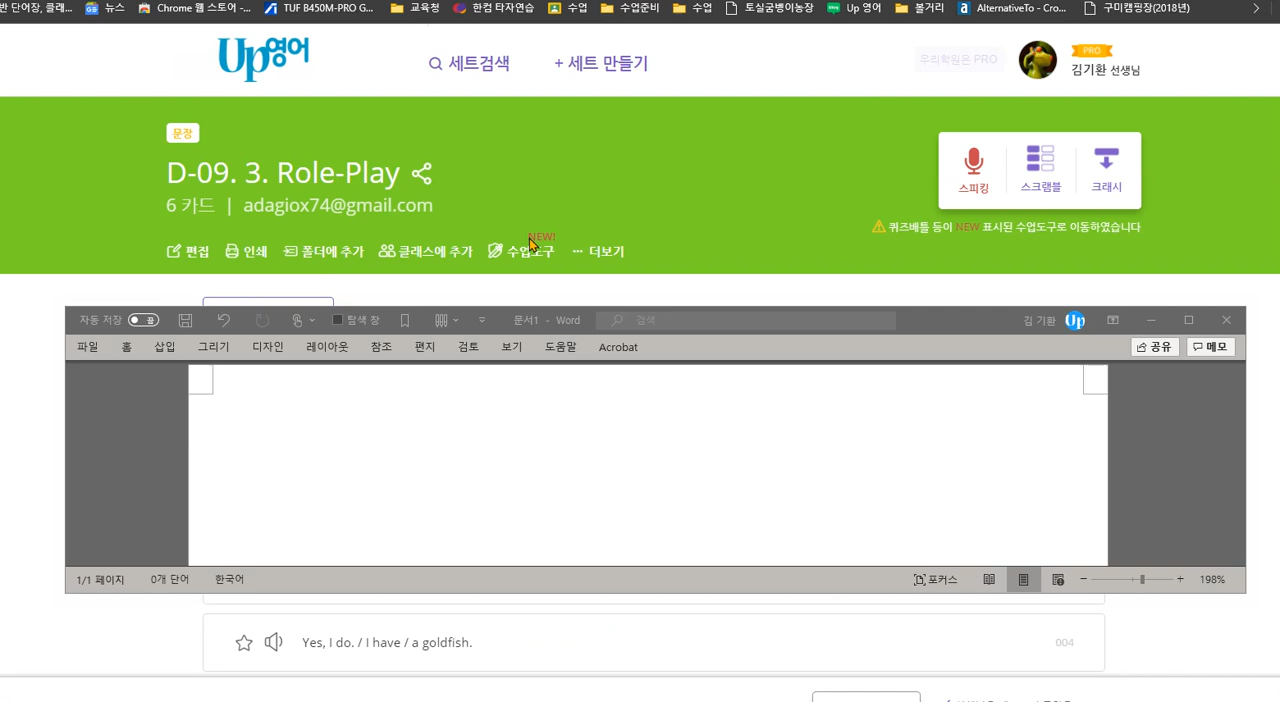 반 단어장, 클래... 뉴스 Chrome 웹 스토어 -... TUF B450M-PRO G... 교육청 한컴 타자연습 수업 수업준비 수업 토실굼벵이농장 Up 영어 볼거리 AlternativeTo - Cro... 구미캠핑장(2018년)
Up영어 세트검색 + 세트 만들기 우리학원은 PRO PRO
김기환 선생님
문장
D-09. 3. Role-Play
6 카드 | adagiox74@gmail.com
스피킹 스크램블 크래시
퀴즈배틀 등이 NEW 표시된 수업도구로 이동하였습니다
NEW!
편집 인쇄 폴더에 추가 클래스에 추가 수업도구 ··· 더보기
자동 저장 끔 탐색 창 문서1 - Word 검색 김 기환 Up
파일 홈 삽입 그리기 디자인 레이아웃 참조 편지 검토 보기 도움말 Acrobat 공유 메모
1/1 페이지 0개 단어 한국어 포커스 198%
Yes, I do. / I have / a goldfish. 004